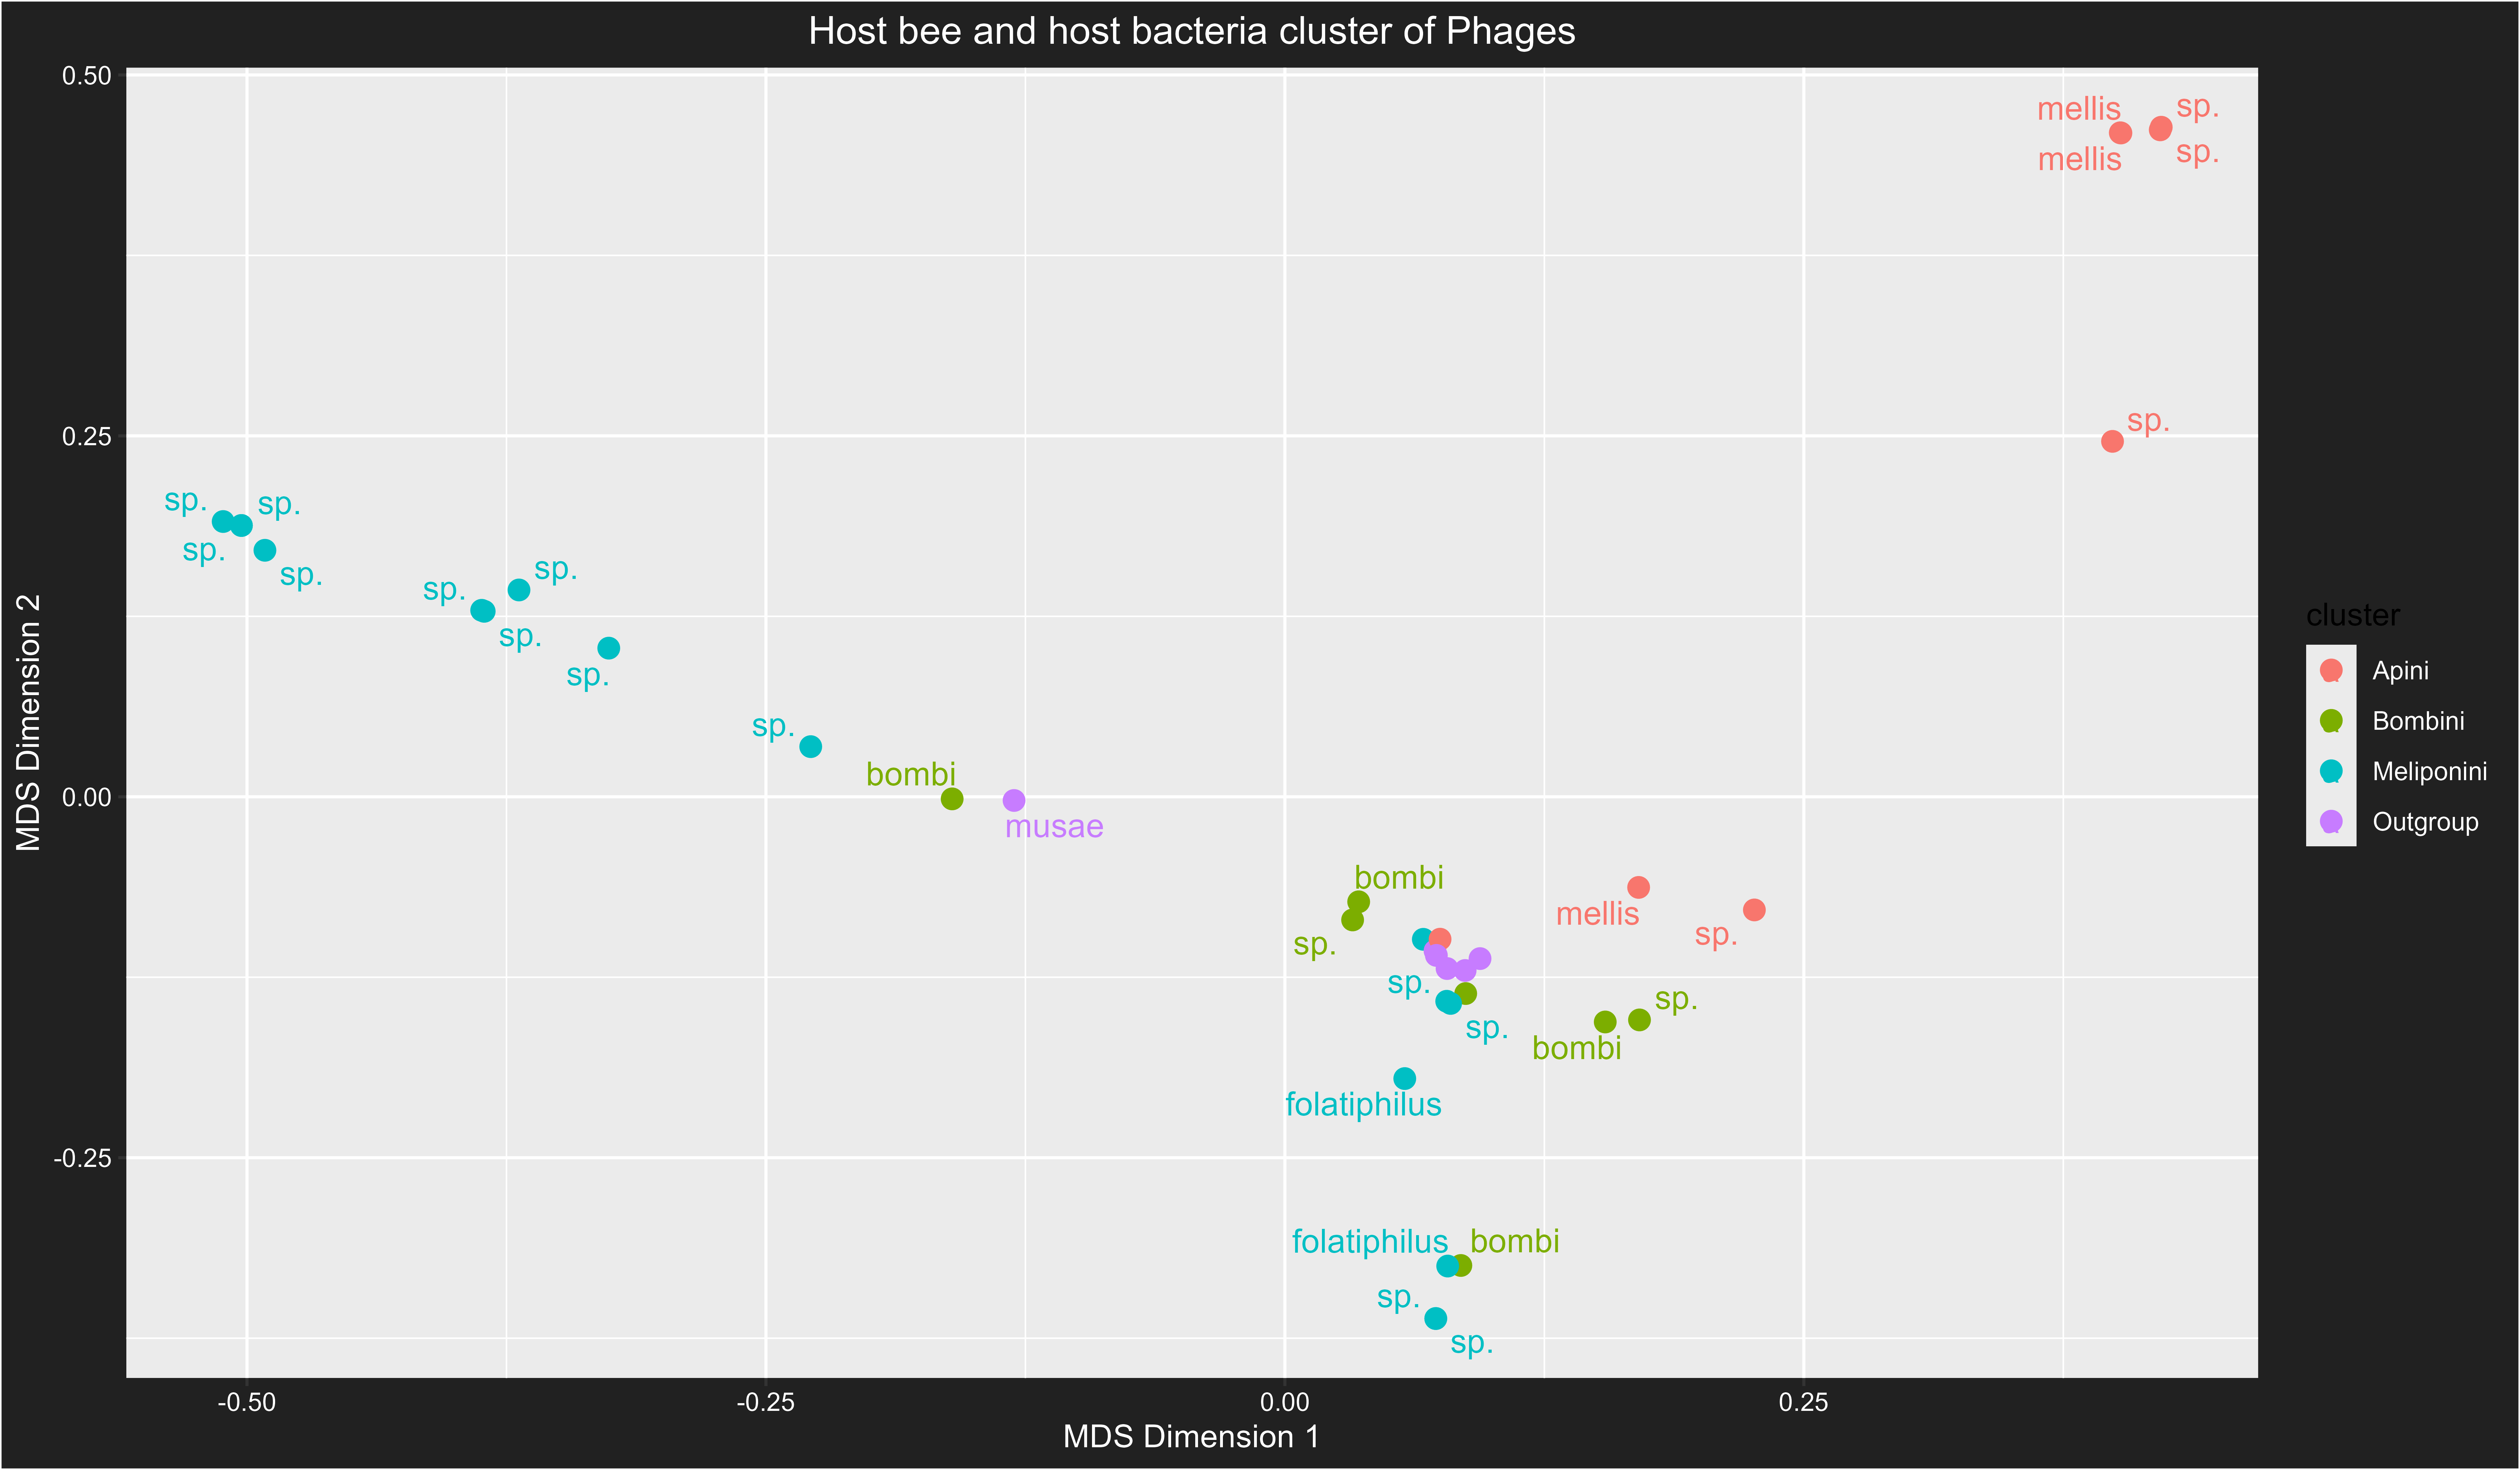 Host bee and host bacteria cluster of Phages
0.50
mellis
sp.
mellis
sp.
0.25
sp.
sp.
sp.
sp.
sp.
sp.
sp.
sp.
sp.
sp.
bombi
0.00
musae
bombi
mellis
sp.
sp.
sp.
sp.
sp.
bombi
folatiphilus
-0.25
folatiphilus
bombi
sp.
sp.
-0.50
-0.25
0.00
0.25
MDS Dimension 1
MDS Dimension 2
cluster
Apini
Bombini
Meliponini
Outgroup